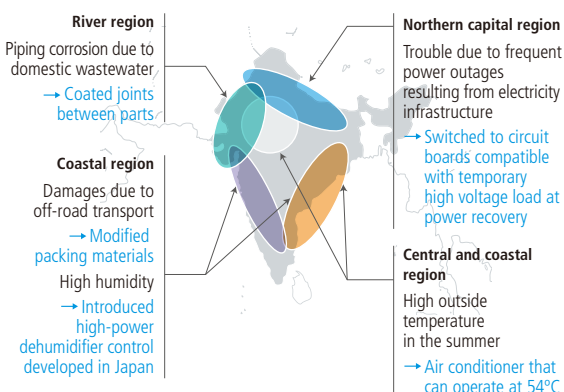 River region
Piping corrosion due to
domestic wastewater
→ Coated joints
between parts
Coastal region
Damages due to
off-road transport
→ Modified
packing materials
High humidity
→ Introduced
high-power
dehumidifier control
developed in Japan
Northern capital region
Trouble due to frequent
power outages
resulting from electricity
infrastructure
→ Switched to circuit
boards compatible
with temporary
high voltage load at
power recovery
Central and coastal
region
High outside
temperature
in the summer
→ Air conditioner that
can operate at 54°C